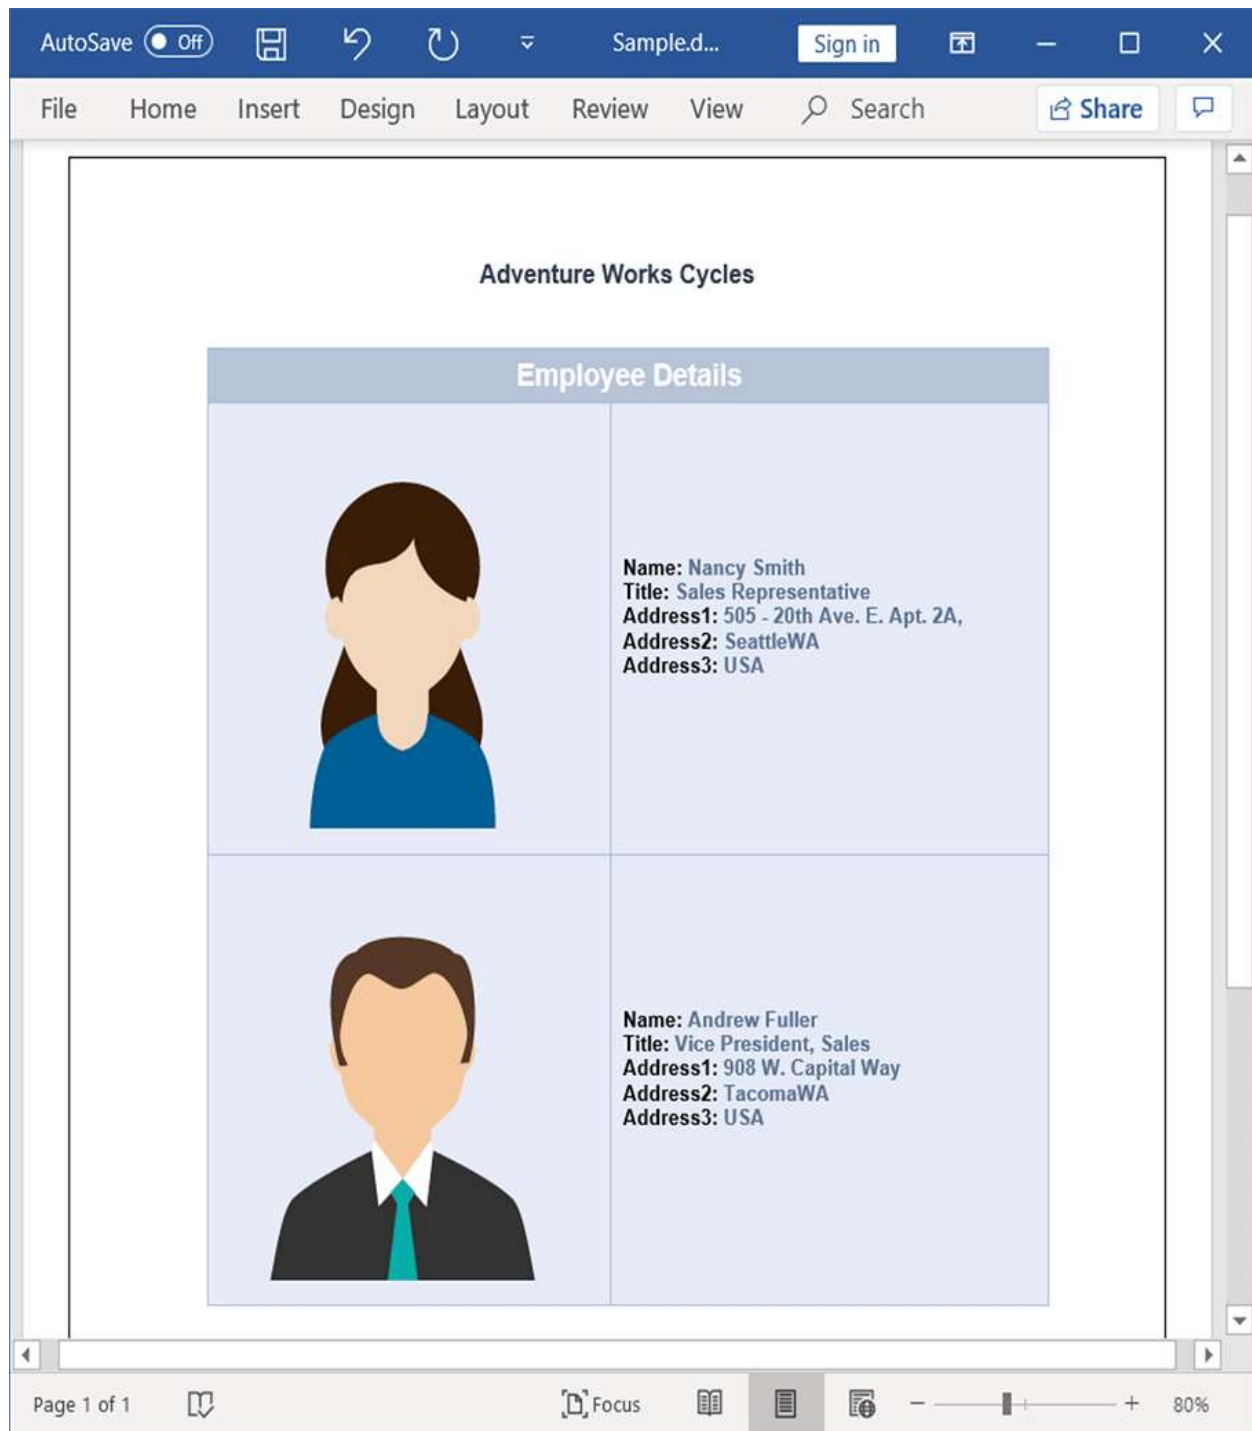 AutoSave Off Sample.d... Sign in
File Home Insert Design Layout Review View Search Share
Adventure Works Cycles
Employee Details
Name: Nancy Smith
Title: Sales Representative
Address1: 505 - 20th Ave. E. Apt. 2A,
Address2: SeattleWA
Address3: USA
Name: Andrew Fuller
Title: Vice President, Sales
Address1: 908 W. Capital Way
Address2: TacomaWA
Address3: USA
Page 1 of 1 Focus 80%